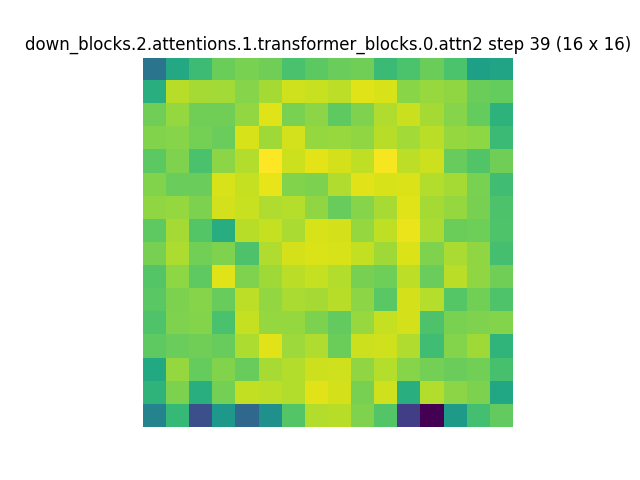 down_blocks.2.attentions.1.transformer_blocks.0.attn2 step 39 (16 x 16)